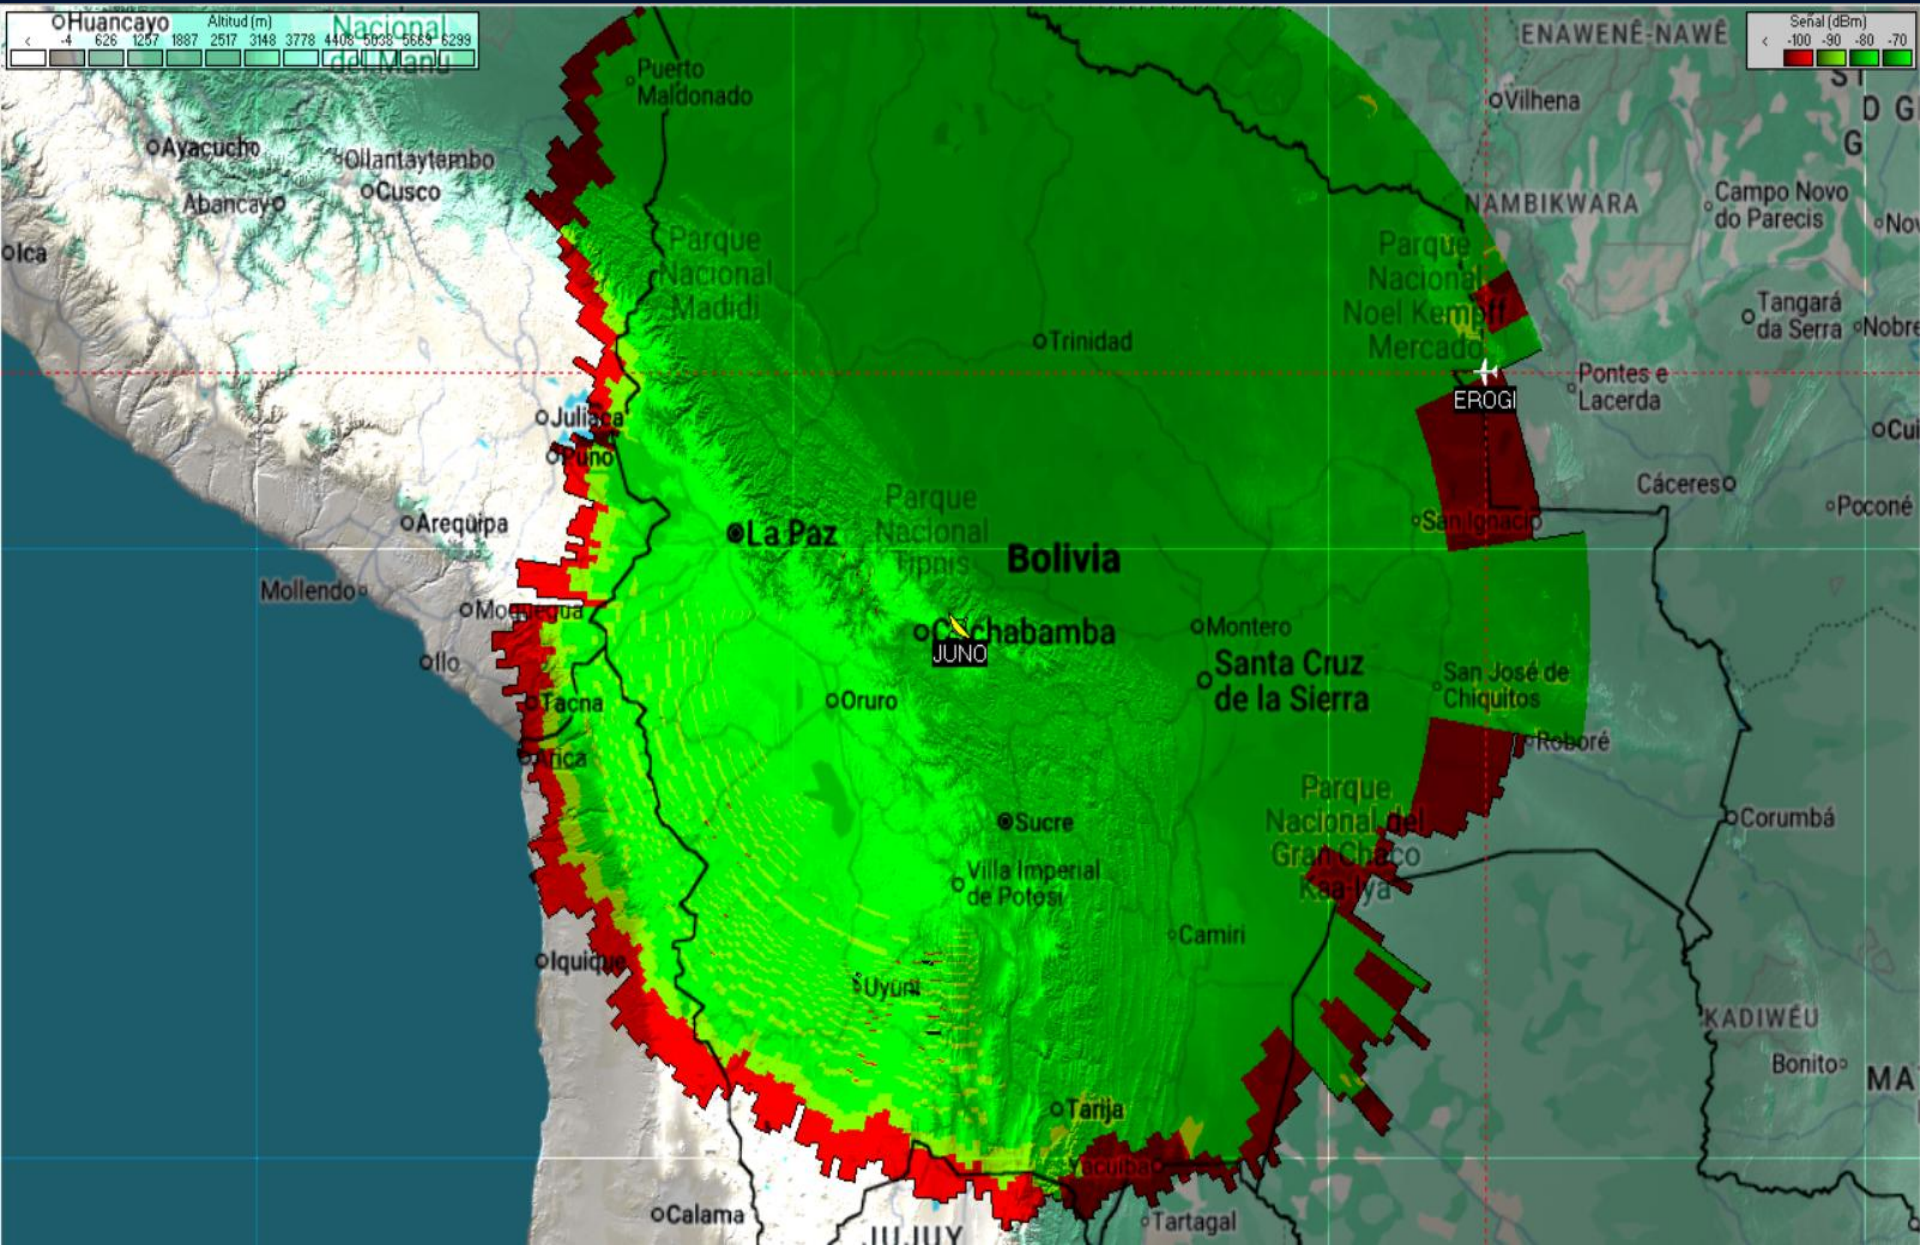 Huancayo
Altitud (m)
< -4 626 1257 1887 2517 3148 3778 4408 5038 5669 6299
Nacional
del Manu
Señal (dBm)
< -100 -90 -80 -70
ENAWENÊ-NAWÊ
Puerto
Maldonado
Vilhena
D G
G
Ayacucho
Ollantaytambo
Cusco
Abancay
NAMBIKWARA
Campo Novo
do Parecis
Nov
Ica
Parque
Nacional
Madidi
Parque
Nacional
Noel Kempff
Mercado
Tangará
da Serra
Nobre
Trinidad
EROGI
Pontes e
Lacerda
Juliaca
Cui
Puno
Cáceres
Poconé
Arequipa
La Paz
Parque
Nacional
Tipnis
Bolivia
San Ignacio
Mollendo
Moquegua
Cochabamba
JUNO
Montero
Santa Cruz
de la Sierra
San José de
Chiquitos
Ilo
Tacna
Oruro
Roboré
Arica
Parque
Nacional del
Gran Chaco
Kaa-Iya
Sucre
Corumbá
Villa Imperial
de Potosí
Camiri
Iquique
Uyuni
KADIWÉU
Bonito
MA
Tarija
Yacuiba
Calama
JUJUY
Tartagal